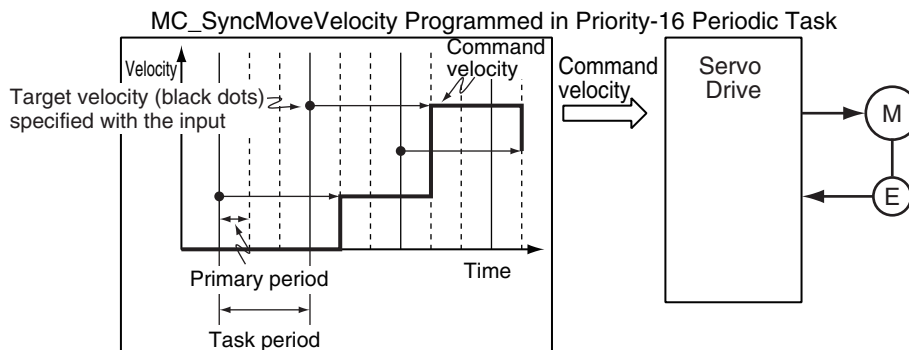 MC_SyncMoveVelocity Programmed in Priority-16 Periodic Task
Velocity
Command
velocity
Target velocity (black dots)
specified with the input
Primary period
Time
Task period
Command
velocity
Servo
Drive
M
E